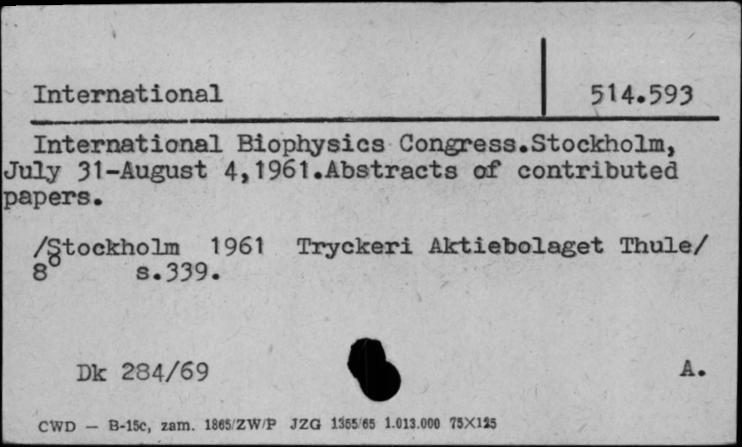 International 514.593
International Biophysics Congress.Stockholm,
July 31-August 4,1961.Abstracts of contributed
papers.
/Stockholm 1961 Tryckeri Aktiebolaget Thule/
8° s.339.
Dk 284/69 A.
CWD — B-15c, zam. 1865/ZW/P JZG 1355/65 1.013.000 75X125